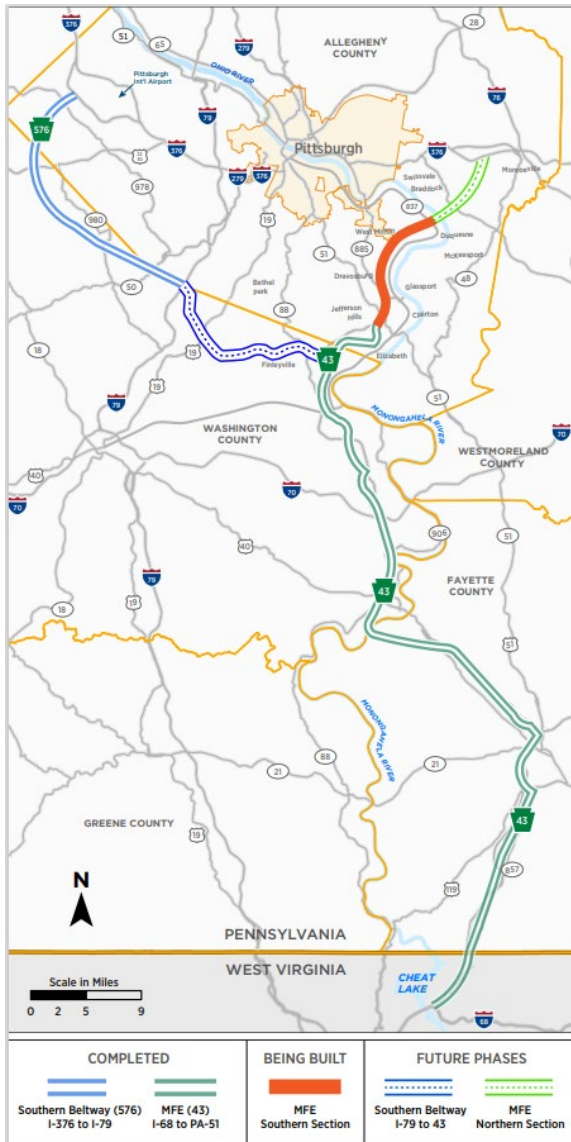 376
51
65
279
28
ALLEGHENY
COUNTY
OHIO RIVER
Pittsburgh
Int'l Airport
76
79
576
376
Pittsburgh
376
Monroeville
978
279
376
Swissvale
Braddock
837
19
West Mifflin
Duquesne
980
885
51
McKeesport
Dravosburg
48
50
Bethel
park
Glassport
88
Jefferson
Hills
Clairton
18
19
43
Elizabeth
Finleyville
19
51
79
MONONGAHELA
RIVER
WASHINGTON
COUNTY
70
WESTMORELAND
COUNTY
40
70
70
906
51
40
79
FAYETTE
COUNTY
43
18
19
51
MONONGAHELA RIVER
88
21
21
GREENE COUNTY
43
19
857
119
N
PENNSYLVANIA
WEST VIRGINIA
Scale in Miles
0 2 5 9
CHEAT
LAKE
68
COMPLETED
Southern Beltway (576)
I-376 to I-79
MFE (43)
I-68 to PA-51
BEING BUILT
MFE
Southern Section
FUTURE PHASES
Southern Beltway
I-79 to 43
MFE
Northern Section